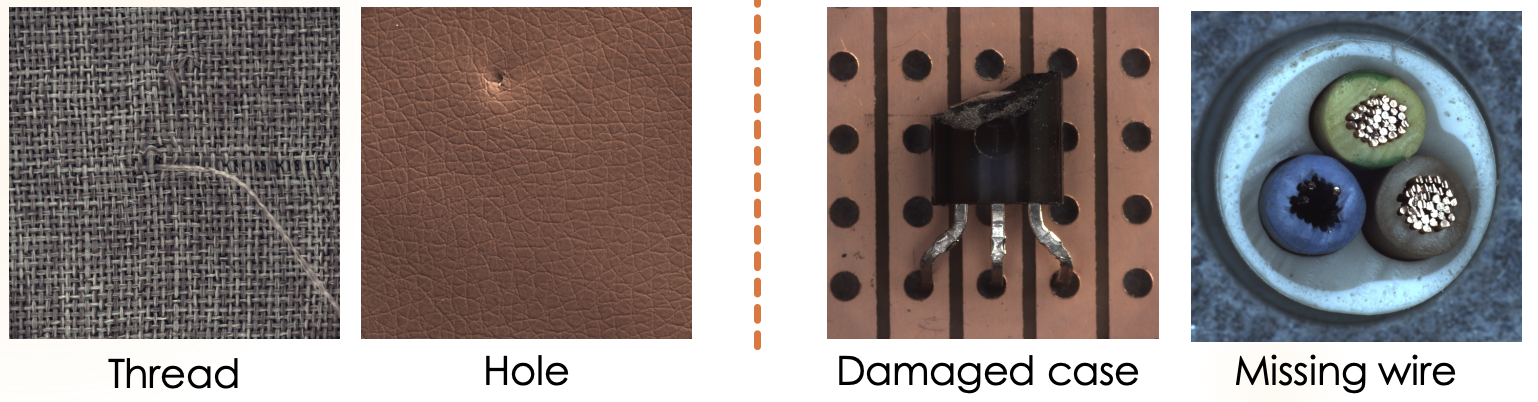 Thread
Hole
Damaged case
Missing wire